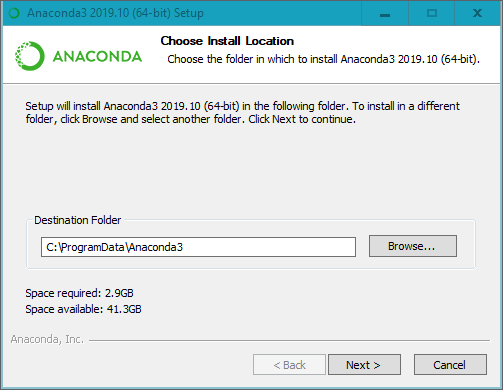 Anaconda3 2019.10 (64-bit) Setup
ANACONDA
Choose Install Location
Choose the folder in which to install Anaconda3 2019.10 (64-bit).
Setup will install Anaconda3 2019.10 (64-bit) in the following folder. To install in a different
folder, click Browse and select another folder. Click Next to continue.
Destination Folder
C:\ProgramData\Anaconda3
Browse...
Space required: 2.9GB
Space available: 41.3GB
Anaconda, Inc.
< Back
Next >
Cancel